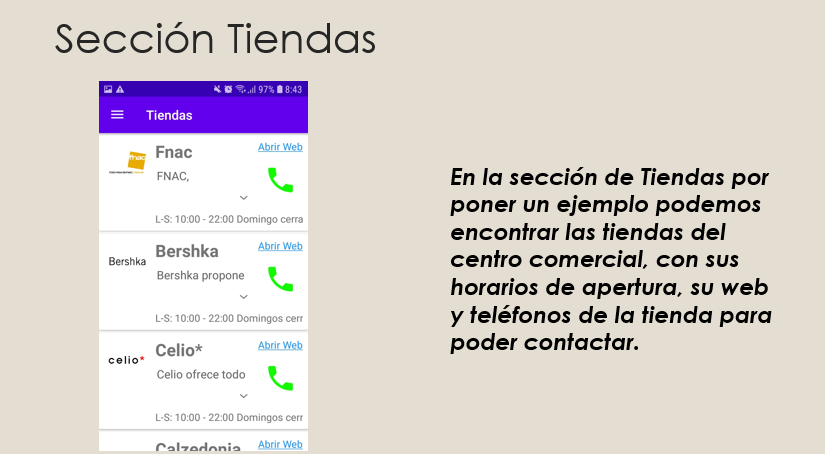 Sección Tiendas
97% 8:43
Tiendas
fnac
Fnac
Abrir Web
FNAC,
L-S: 10:00 - 22:00 Domingo cerra
Bershka
Bershka
Abrir Web
Bershka propone
L-S: 10:00 - 22:00 Domingos cerr
celio*
Celio*
Abrir Web
Celio ofrece todo
L-S: 10:00 - 22:00 Domingos cerr
Calzedonia
Abrir Web
En la sección de Tiendas por
poner un ejemplo podemos
encontrar las tiendas del
centro comercial, con sus
horarios de apertura, su web
y teléfonos de la tienda para
poder contactar.